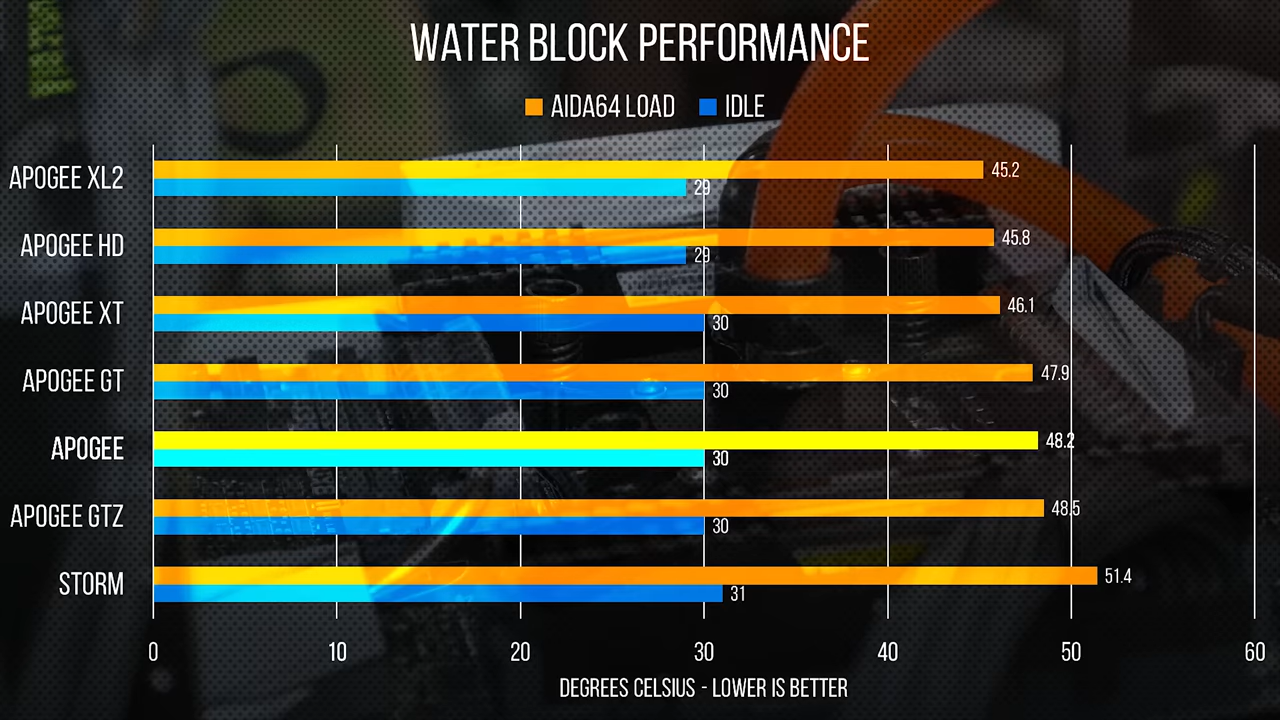 WATER BLOCK PERFORMANCE
AIDA64 LOAD IDLE
APOGEE XL2 45.2
29
APOGEE HD 45.8
29
APOGEE XT 46.1
30
APOGEE GT 47.9
30
APOGEE 48.2
30
APOGEE GTZ 48.5
30
STORM 51.4
31
0 10 20 30 40 50 60
DEGREES CELSIUS - LOWER IS BETTER